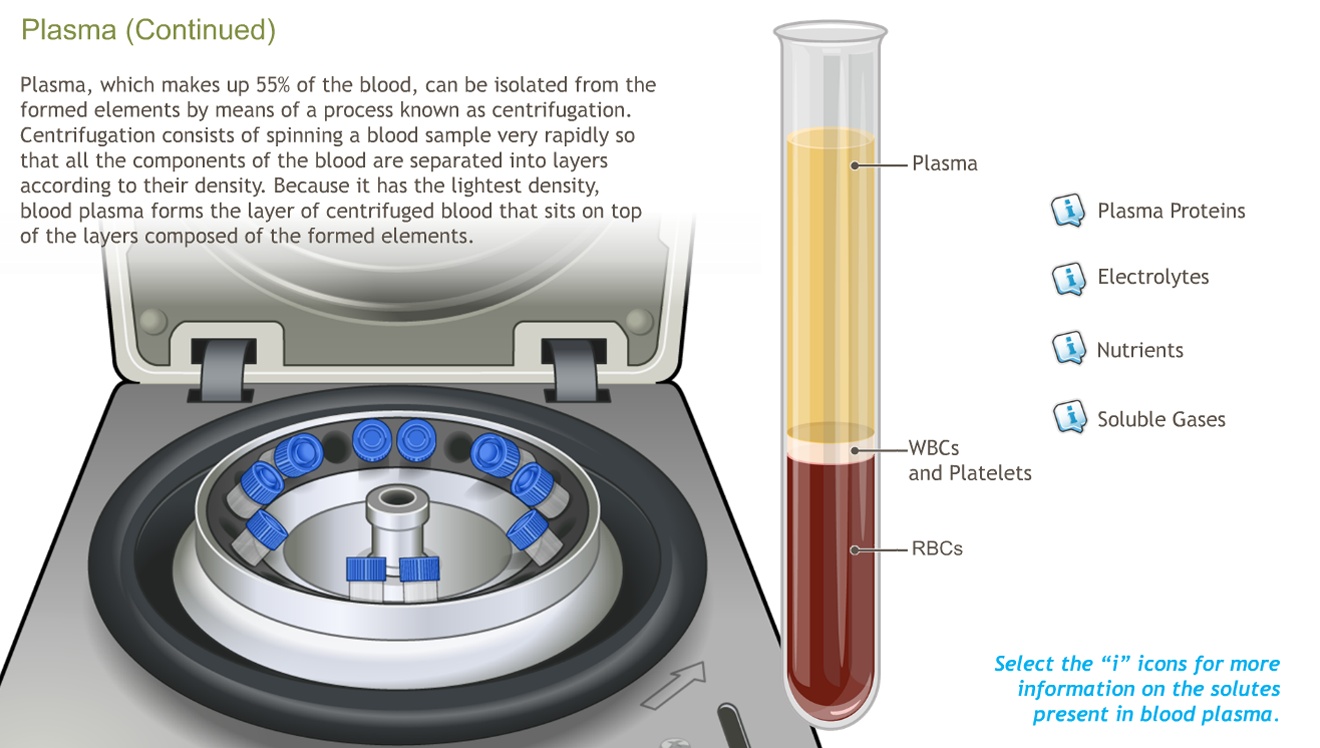 Plasma (Continued)
Plasma, which makes up 55% of the blood, can be isolated from the
formed elements by means of a process known as centrifugation.
Centrifugation consists of spinning a blood sample very rapidly so
that all the components of the blood are separated into layers
according to their density. Because it has the lightest density,
blood plasma forms the layer of centrifuged blood that sits on top
of the layers composed of the formed elements.
Plasma
WBCs
and Platelets
RBCs
i Plasma Proteins
i Electrolytes
i Nutrients
i Soluble Gases
Select the “i” icons for more
information on the solutes
present in blood plasma.